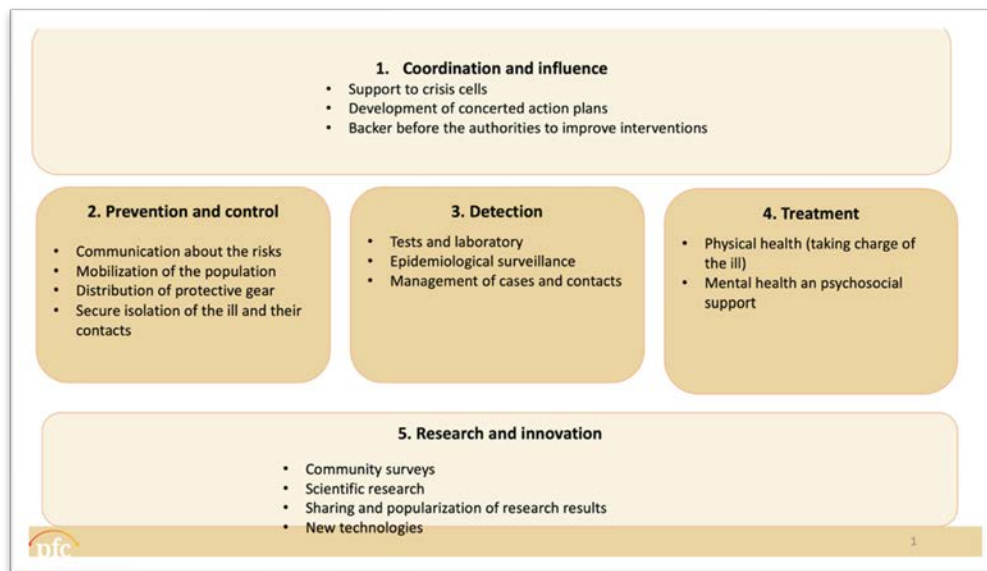 1. Coordination and influence
• Support to crisis cells
• Development of concerted action plans
• Backer before the authorities to improve interventions
2. Prevention and control
• Communication about the risks
• Mobilization of the population
• Distribution of protective gear
• Secure isolation of the ill and their
contacts
3. Detection
• Tests and laboratory
• Epidemiological surveillance
• Management of cases and contacts
4. Treatment
• Physical health (taking charge of
the ill)
• Mental health an psychosocial
support
5. Research and innovation
• Community surveys
• Scientific research
• Sharing and popularization of research results
• New technologies
pfc
1